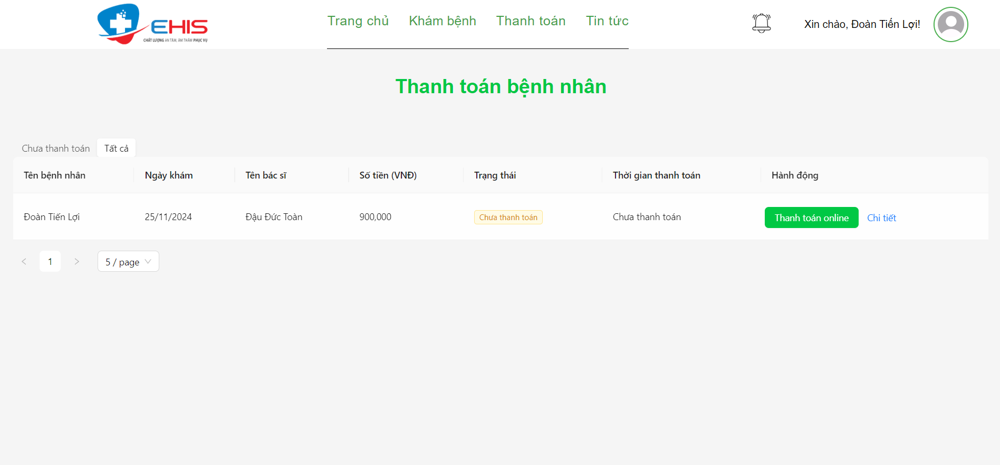 EHIS
CHẤT LƯỢNG AN TÂM, ÂM THẦM PHỤC VỤ
Trang chủ Khám bệnh Thanh toán Tin tức
Xin chào, Đoàn Tiến Lợi!
Thanh toán bệnh nhân
Chưa thanh toán Tất cả
Tên bệnh nhân Ngày khám Tên bác sĩ Số tiền (VNĐ) Trạng thái Thời gian thanh toán Hành động
Đoàn Tiến Lợi 25/11/2024 Đậu Đức Toàn 900,000 Chưa thanh toán Chưa thanh toán Thanh toán online Chi tiết
1 5 / page